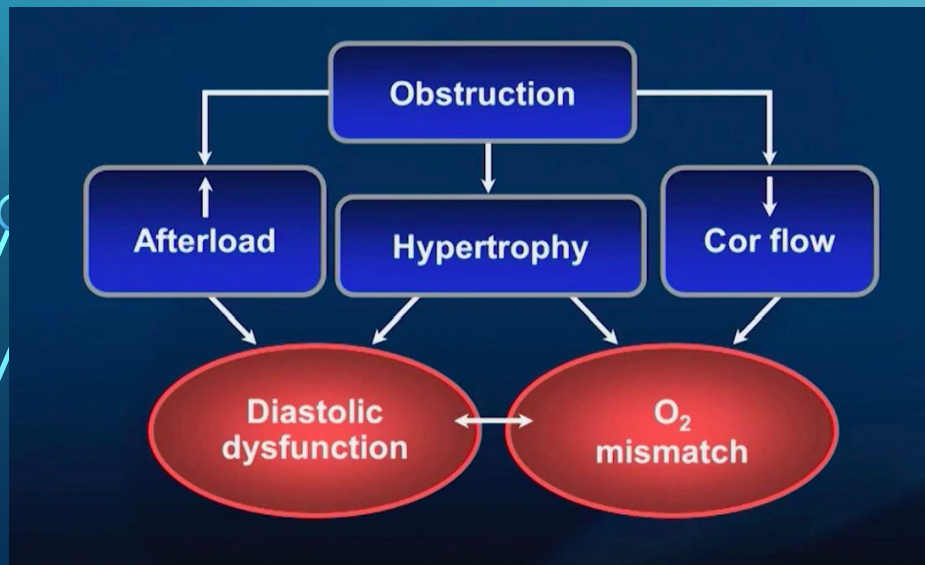 Obstruction
Afterload
Hypertrophy
Cor flow
Diastolic
dysfunction
O₂
mismatch